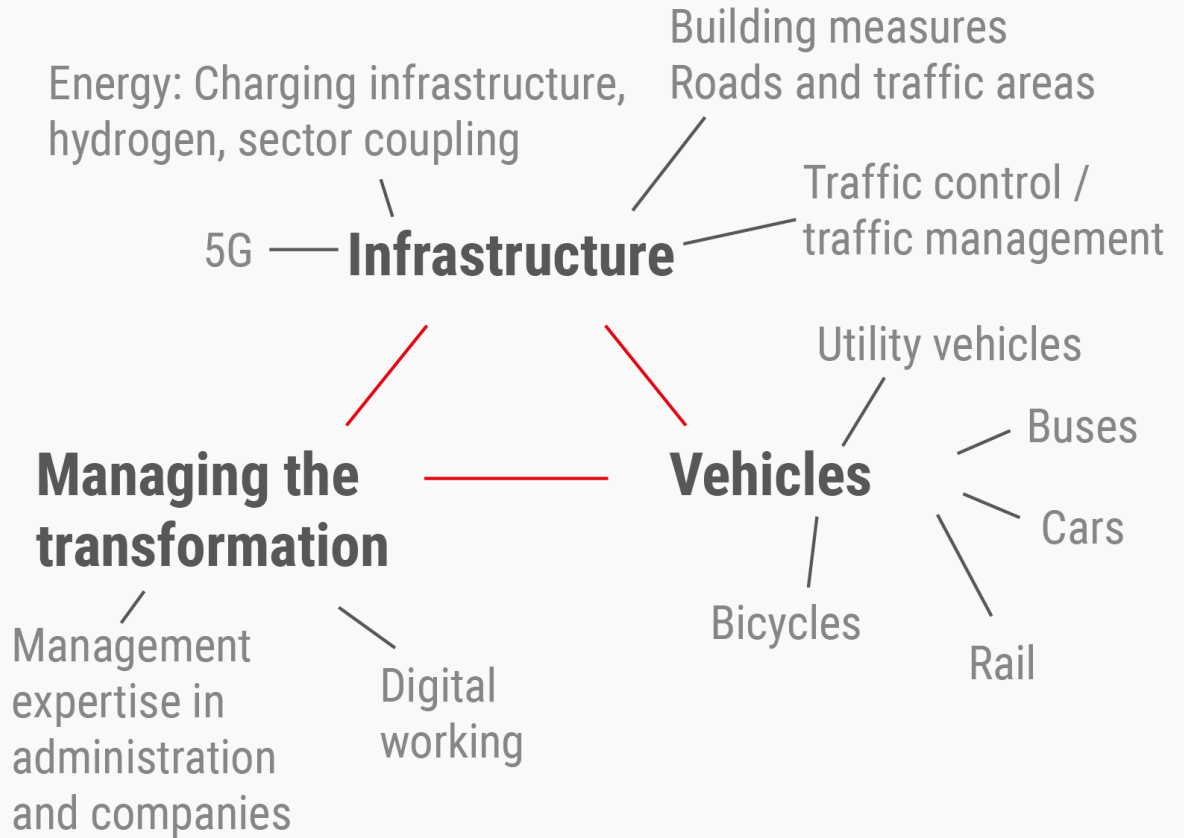 Building measures
Roads and traffic areas
Energy: Charging infrastructure,
hydrogen, sector coupling
Traffic control /
traffic management
5G
Infrastructure
Utility vehicles
Buses
Managing the
transformation
Vehicles
Cars
Bicycles
Rail
Management
expertise in
administration
and companies
Digital
working